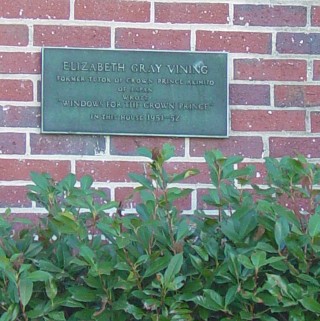 ELIZABETH GRAY VINING
FORMER TUTOR OF CROWN PRINCE AKIHITO
OF JAPAN
WROTE
"WINDOWS FOR THE CROWN PRINCE"
IN THIS HOUSE 1951-52